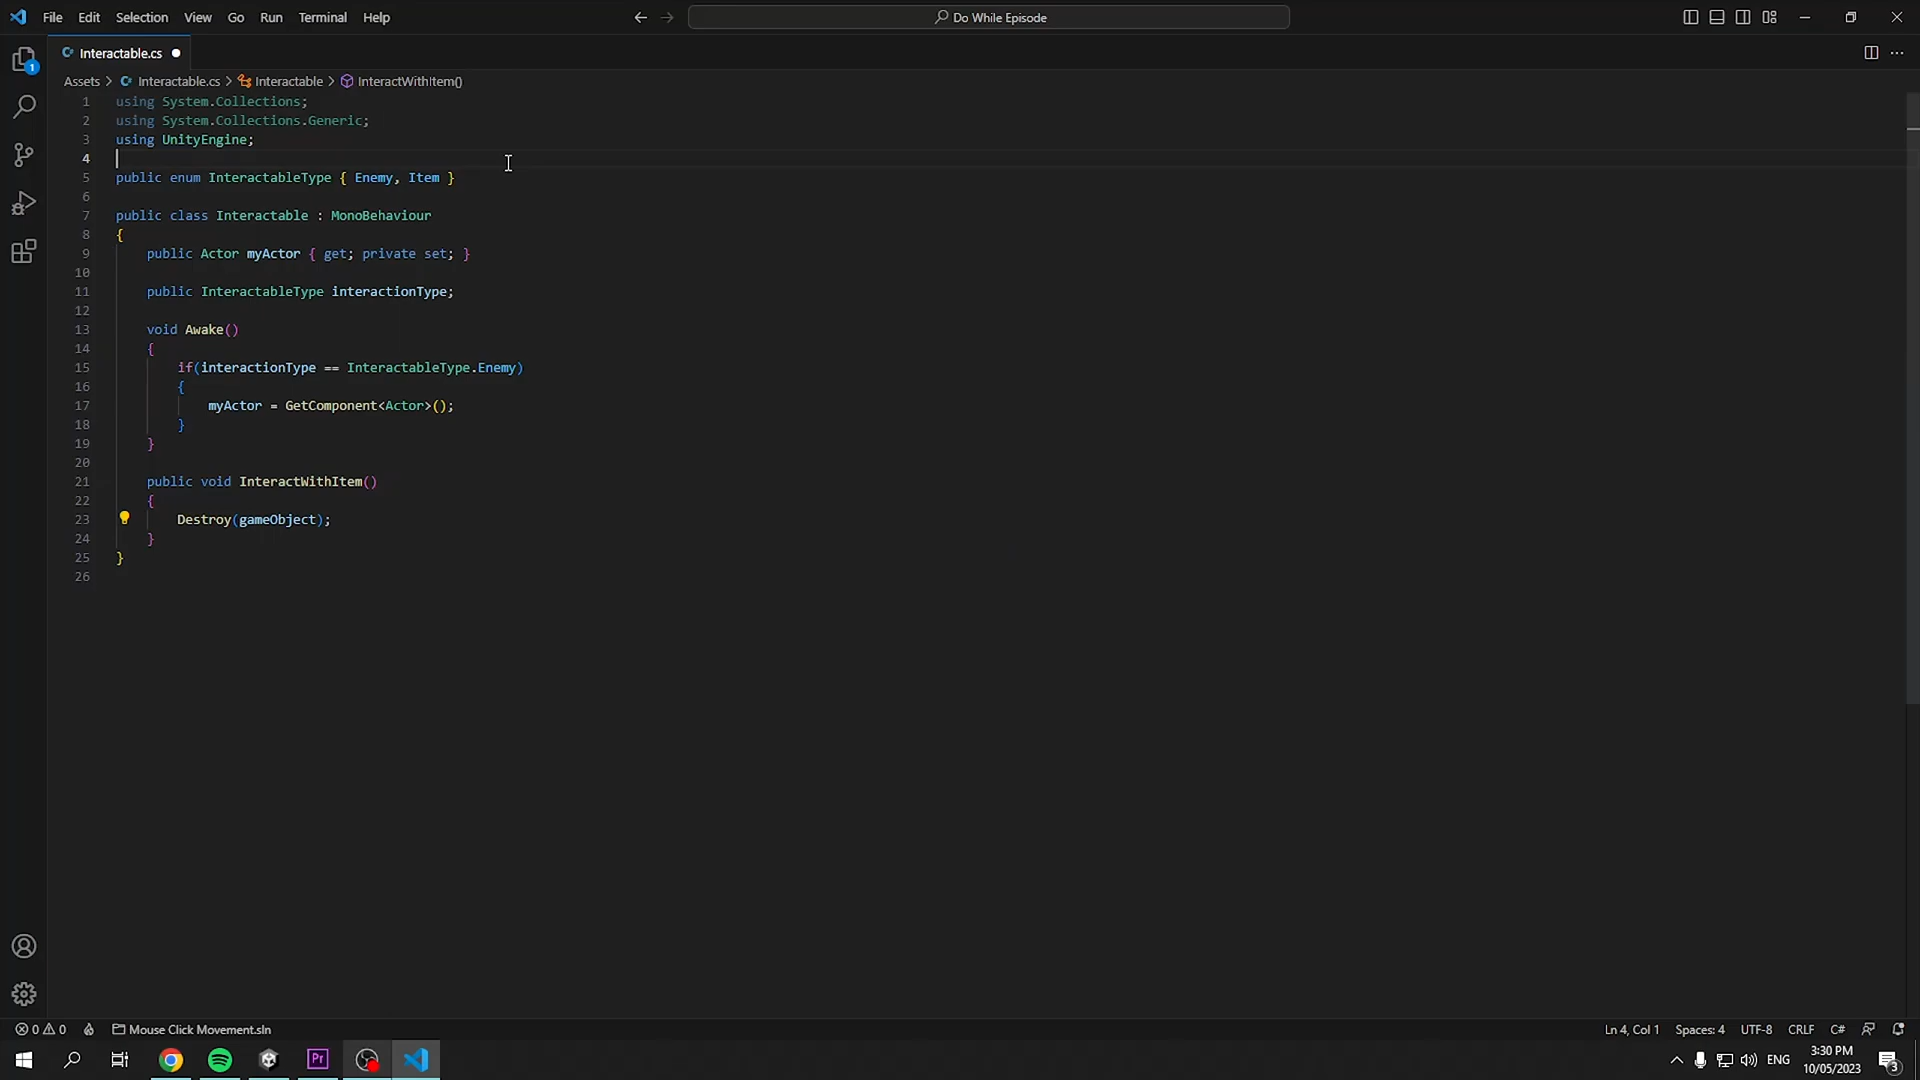 File Edit Selection View Go Run Terminal Help
Do While Episode
Interactable.cs
Assets > Interactable.cs > Interactable > InteractWithItem()
1 using System.Collections;
2 using System.Collections.Generic;
3 using UnityEngine;
4
5 public enum InteractableType { Enemy, Item }
6
7 public class Interactable : MonoBehaviour
8 {
9 public Actor myActor { get; private set; }
10
11 public InteractableType interactionType;
12
13 void Awake()
14 {
15 if(interactionType == InteractableType.Enemy)
16 {
17 myActor = GetComponent<Actor>();
18 }
19 }
20
21 public void InteractWithItem()
22 {
23 Destroy(gameObject);
24 }
25 }
26
1
0 0 Mouse Click Movement.sln Ln 4, Col 1 Spaces: 4 UTF-8 CRLF C#
Pr ENG 3:30 PM
10/05/2023 3